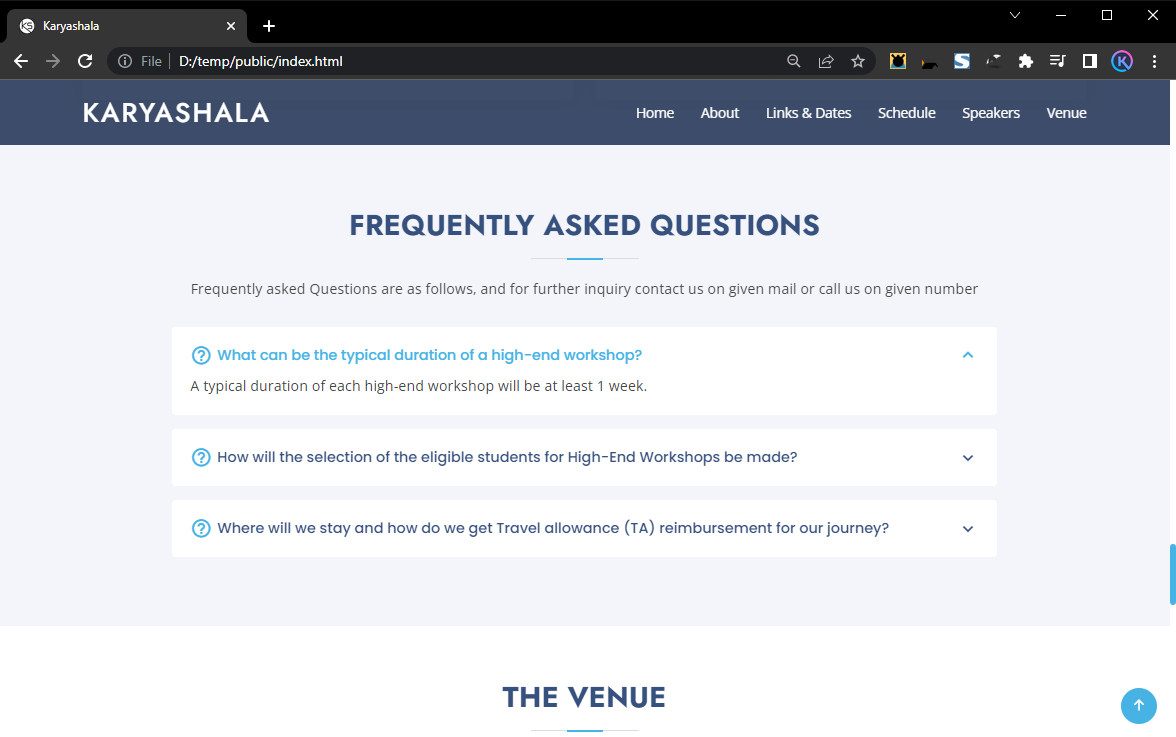 Karyashala
File
D:/temp/public/index.html
KARYASHALA
Home About Links & Dates Schedule Speakers Venue
FREQUENTLY ASKED QUESTIONS
Frequently asked Questions are as follows, and for further inquiry contact us on given mail or call us on given number
What can be the typical duration of a high-end workshop?
A typical duration of each high-end workshop will be at least 1 week.
How will the selection of the eligible students for High-End Workshops be made?
Where will we stay and how do we get Travel allowance (TA) reimbursement for our journey?
THE VENUE